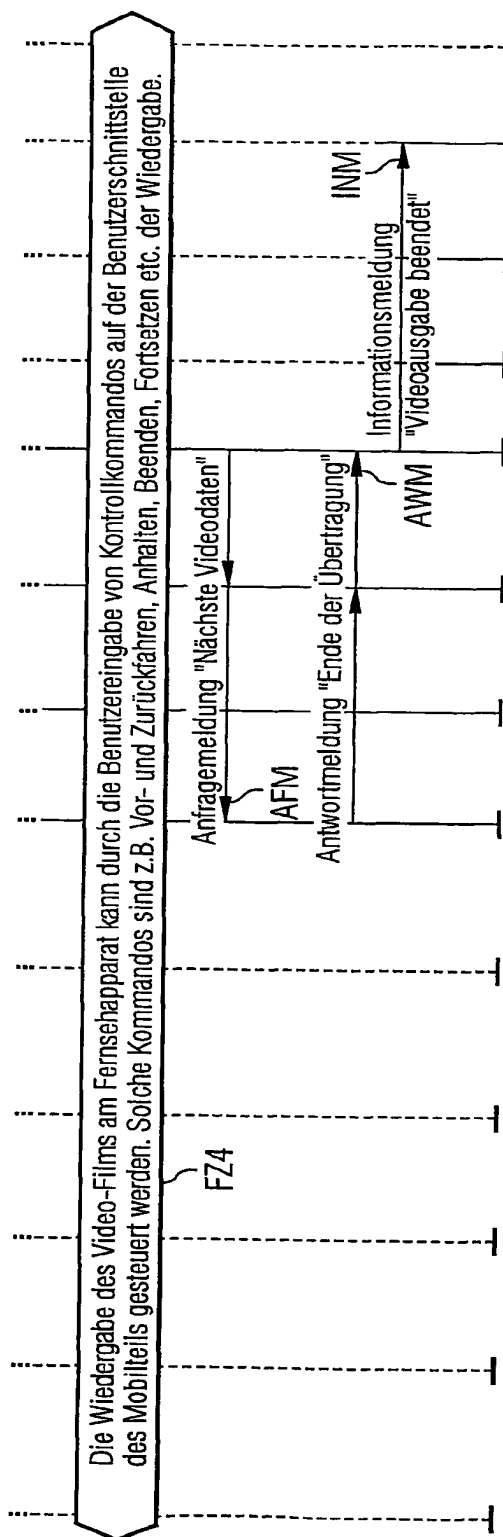 Die Wiedergabe des Video-Films am Fernsehapparat kann durch die Benutzereingabe von Kontrollkommandos auf der Benutzerschnittstelle
des Mobilteils gesteuert werden. Solche Kommandos sind z.B. Vor- und Zurückfahren, Anhalten, Beenden, Fortsetzen etc. der Wiedergabe.
FZ4
Anfragemeldung "Nächste Videodaten"
AFM
Antwortmeldung "Ende der Übertragung"
AWM
Informationsmeldung
"Videoausgabe beendet"
INM